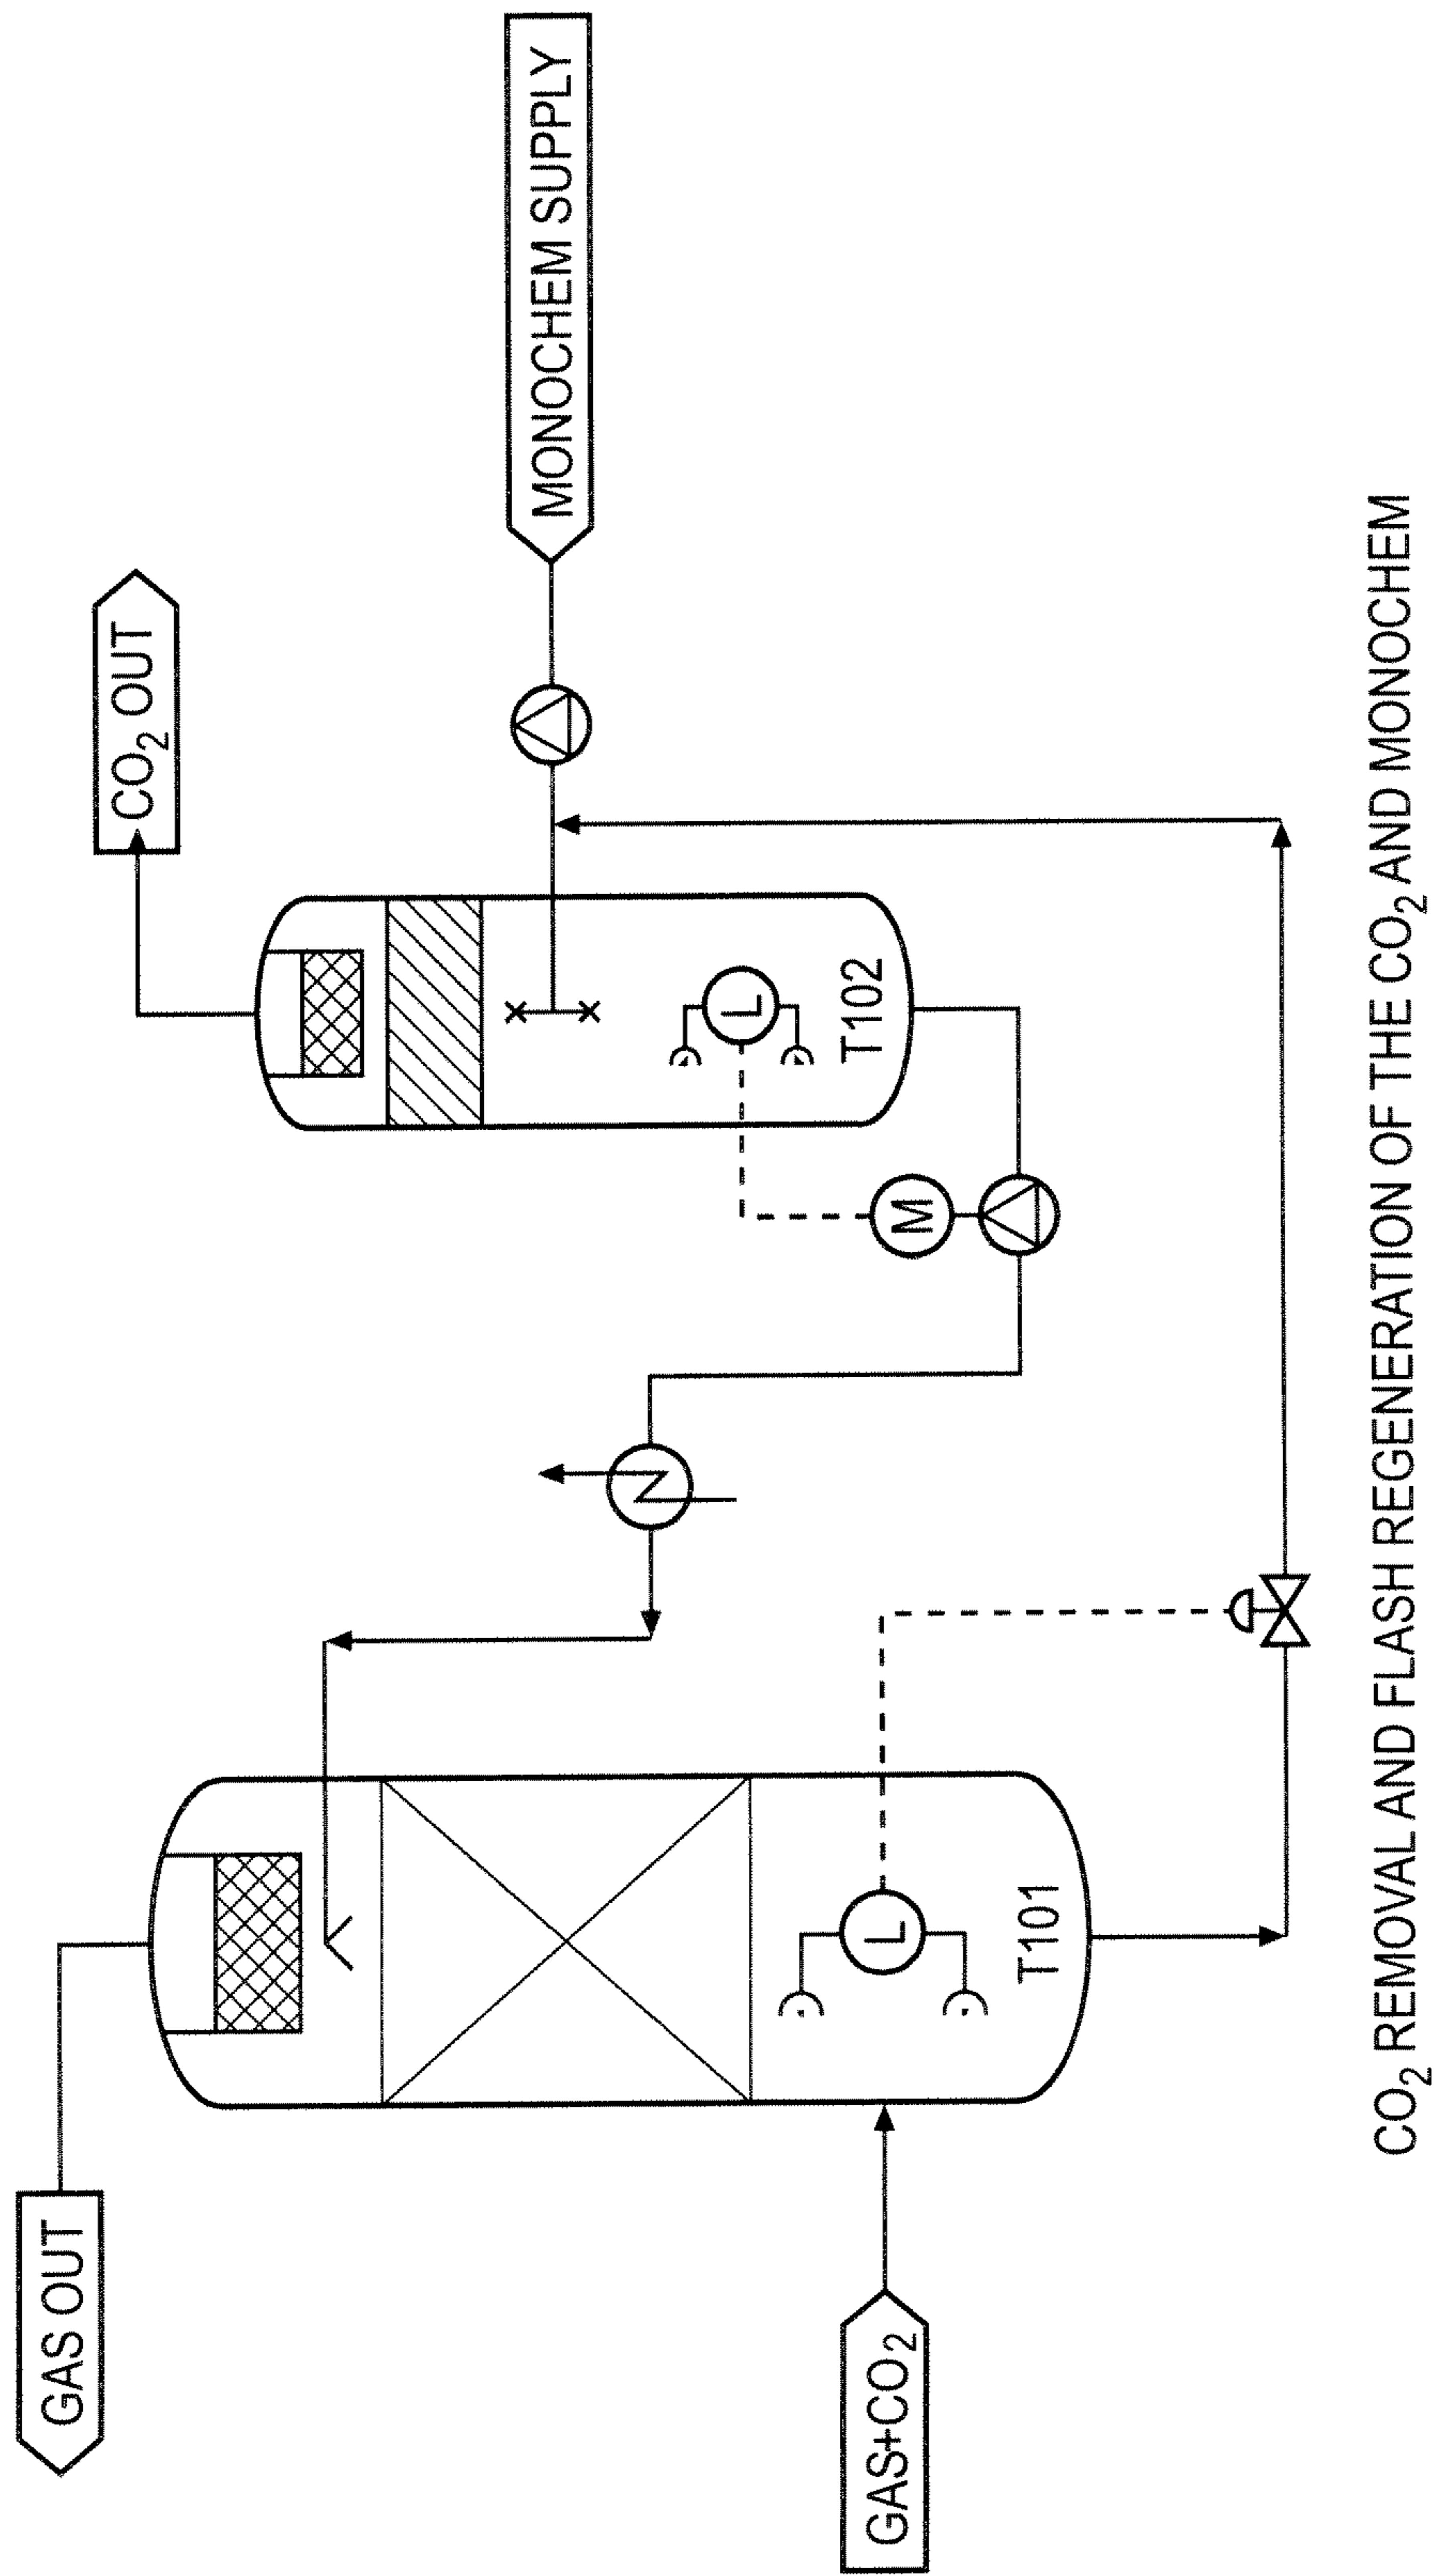 GAS OUT
CO₂ OUT
MONOCHEM SUPPLY
L
T102
M
L
T101
GAS+CO₂
CO₂ REMOVAL AND FLASH REGENERATION OF THE CO₂ AND MONOCHEM